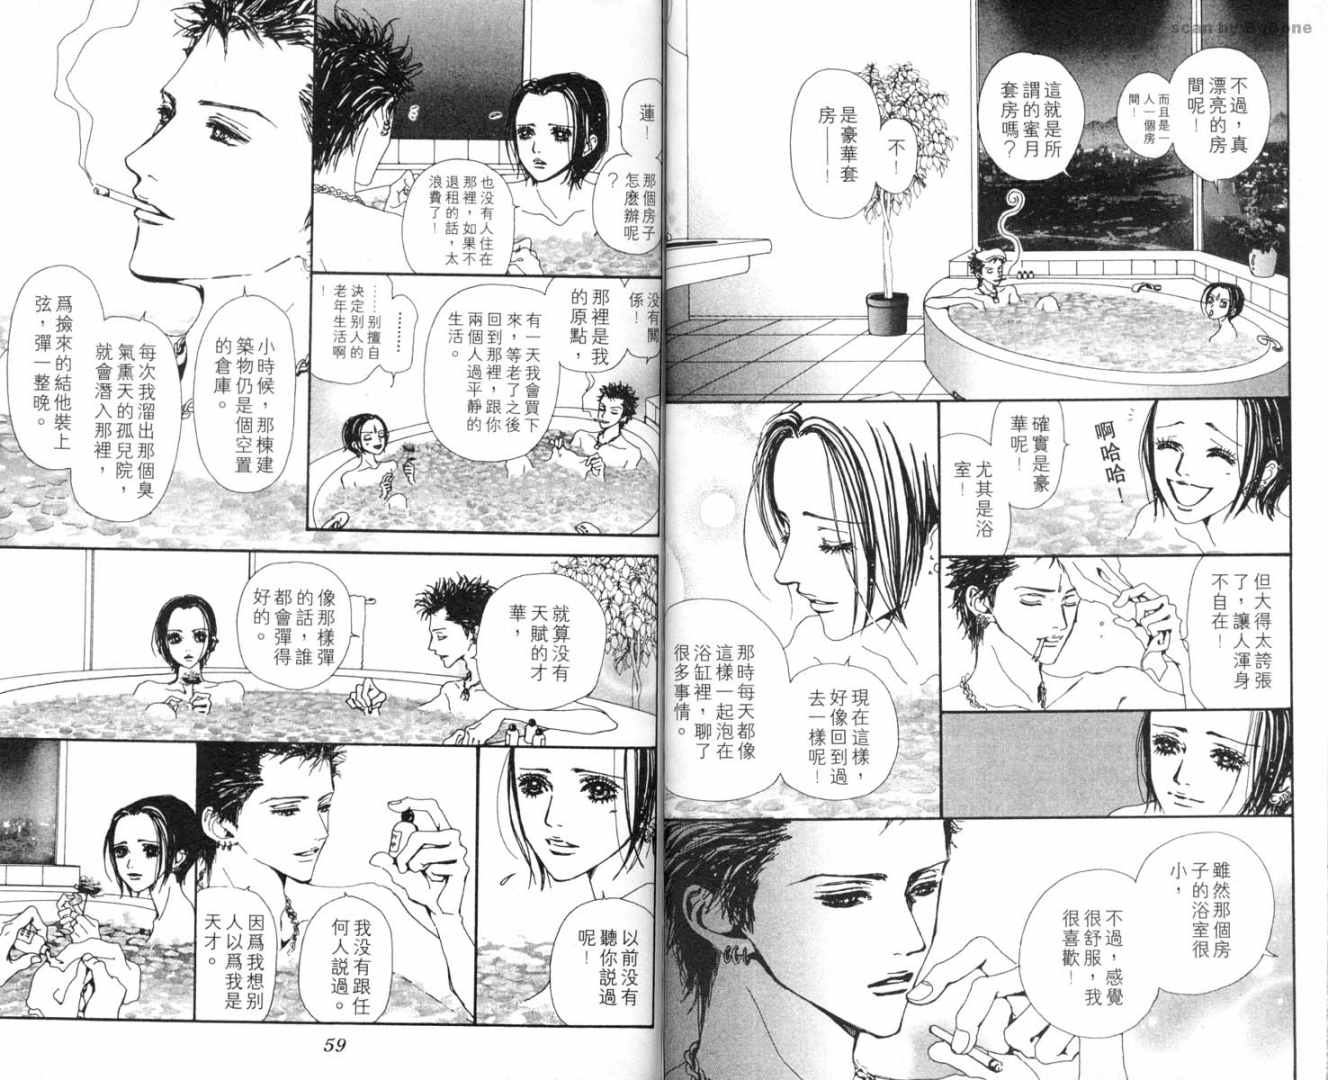 scan by ByOone
不過，真
漂亮的房
間呢！
而且是一
人一個房
間！
這就是所
謂的蜜月
套房嗎？
不！
是豪華套
房──！
啊哈哈！
確實是豪
華呢！
尤其是浴
室！
但大得太誇張
了，讓人渾身
不自在！
現在這樣，
好像回到過
去一樣呢！
那時每天都像
這樣一起泡在
浴缸裡，聊了
很多事情。
雖然那個房
子的浴室很
小，
不過，感覺
很舒服，我
很喜歡！
蓮！
那個房子
怎麼辦呢
？
也没有人住在
那裡，如果不
退租的話，太
浪費了！
没有關
係！
那裡是我
的原點，
有一天我會買下
來，等老了之後
回到那裡，跟你
兩個人過平靜的
生活。
………
……別擅自
決定別人的
老年生活啊
！
小時候，那棟建
築物仍是個空置
的倉庫。
每次我溜出那個臭
氣熏天的孤兒院，
就會潛入那裡，
爲撿來的結他裝上
弦，彈一整晚。
就算没有
天賦的才
華，
像那樣彈
的話，誰
都會彈得
好的。
以前没有
聽你説過
呢！
我没有跟任
何人説過。
因爲我想別
人以爲我是
天才。
59